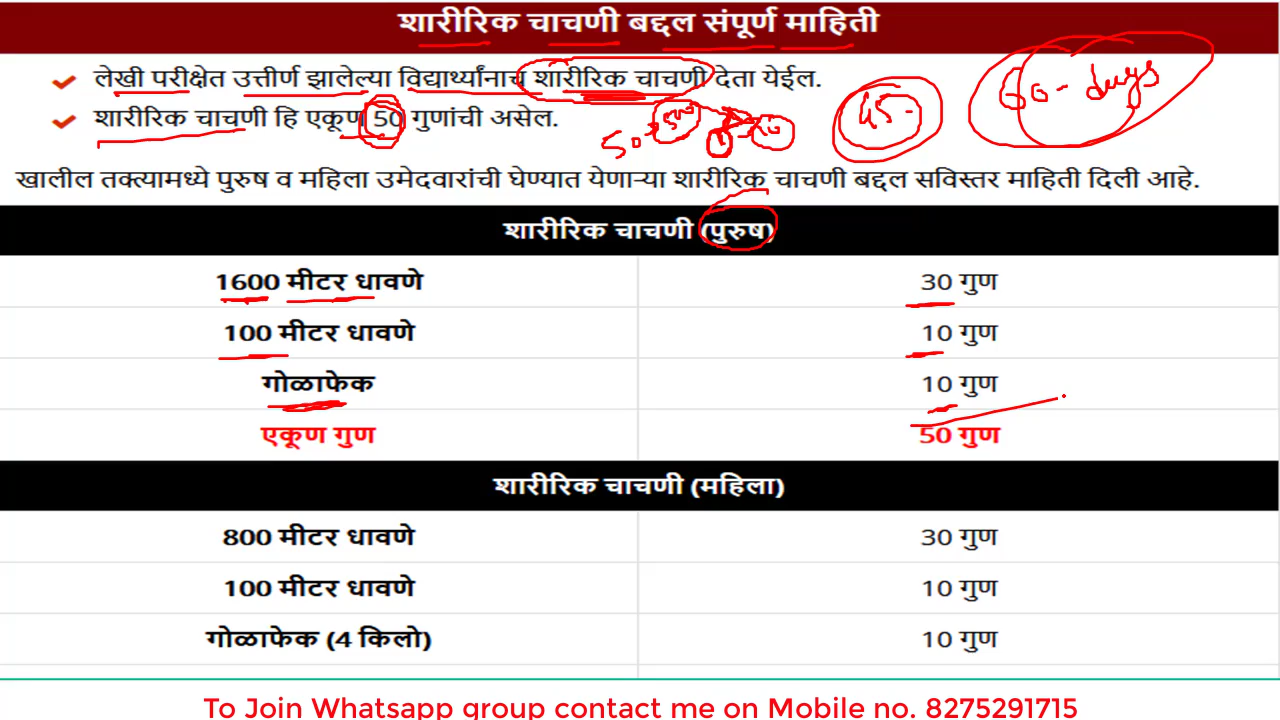 शारीरिक चाचणी बद्दल संपूर्ण माहिती
लेखी परीक्षेत उत्तीर्ण झालेल्या विद्यार्थ्यांनाच शारीरिक चाचणी देता येईल.
60 - days
45 -
शारीरिक चाचणी हि एकूण 50 गुणांची असेल.
50
खालील तक्त्यामध्ये पुरुष व महिला उमेदवारांची घेण्यात येणाऱ्या शारीरिक चाचणी बद्दल सविस्तर माहिती दिली आहे.
शारीरिक चाचणी (पुरुष)
1600 मीटर धावणे 30 गुण
100 मीटर धावणे 10 गुण
गोळाफेक 10 गुण
एकूण गुण 50 गुण
शारीरिक चाचणी (महिला)
800 मीटर धावणे 30 गुण
100 मीटर धावणे 10 गुण
गोळाफेक (4 किलो) 10 गुण
To Join Whatsapp group contact me on Mobile no. 8275291715